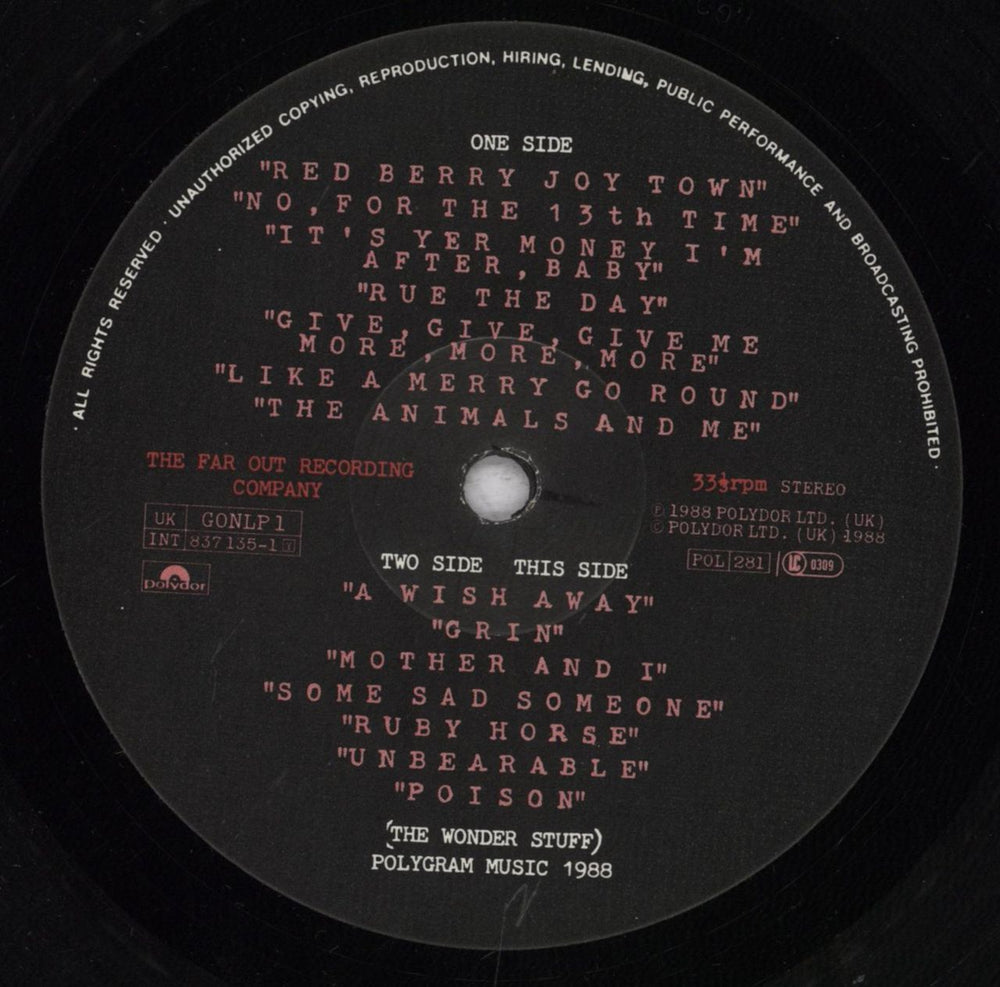 · ALL RIGHTS RESERVED · UNAUTHORIZED COPYING, REPRODUCTION, HIRING, LENDING, PUBLIC PERFORMANCE AND BROADCASTING PROHIBITED ·
ONE SIDE
"RED BERRY JOY TOWN"
"NO, FOR THE 13th TIME"
"IT'S YER MONEY I'M
AFTER, BABY"
"RUE THE DAY"
"GIVE, GIVE, GIVE ME
MORE, MORE, MORE"
"LIKE A MERRY GO ROUND"
"THE ANIMALS AND ME"
THE FAR OUT RECORDING
COMPANY
UK GONLP 1
INT 837 135-1 Y
polydor
33⅓rpm STEREO
Ⓟ 1988 POLYDOR LTD. (UK)
© POLYDOR LTD. (UK) 1988
POL 281 LC 0309
TWO SIDE THIS SIDE
"A WISH AWAY"
"GRIN"
"MOTHER AND I"
"SOME SAD SOMEONE"
"RUBY HORSE"
"UNBEARABLE"
"POISON"
(THE WONDER STUFF)
POLYGRAM MUSIC 1988